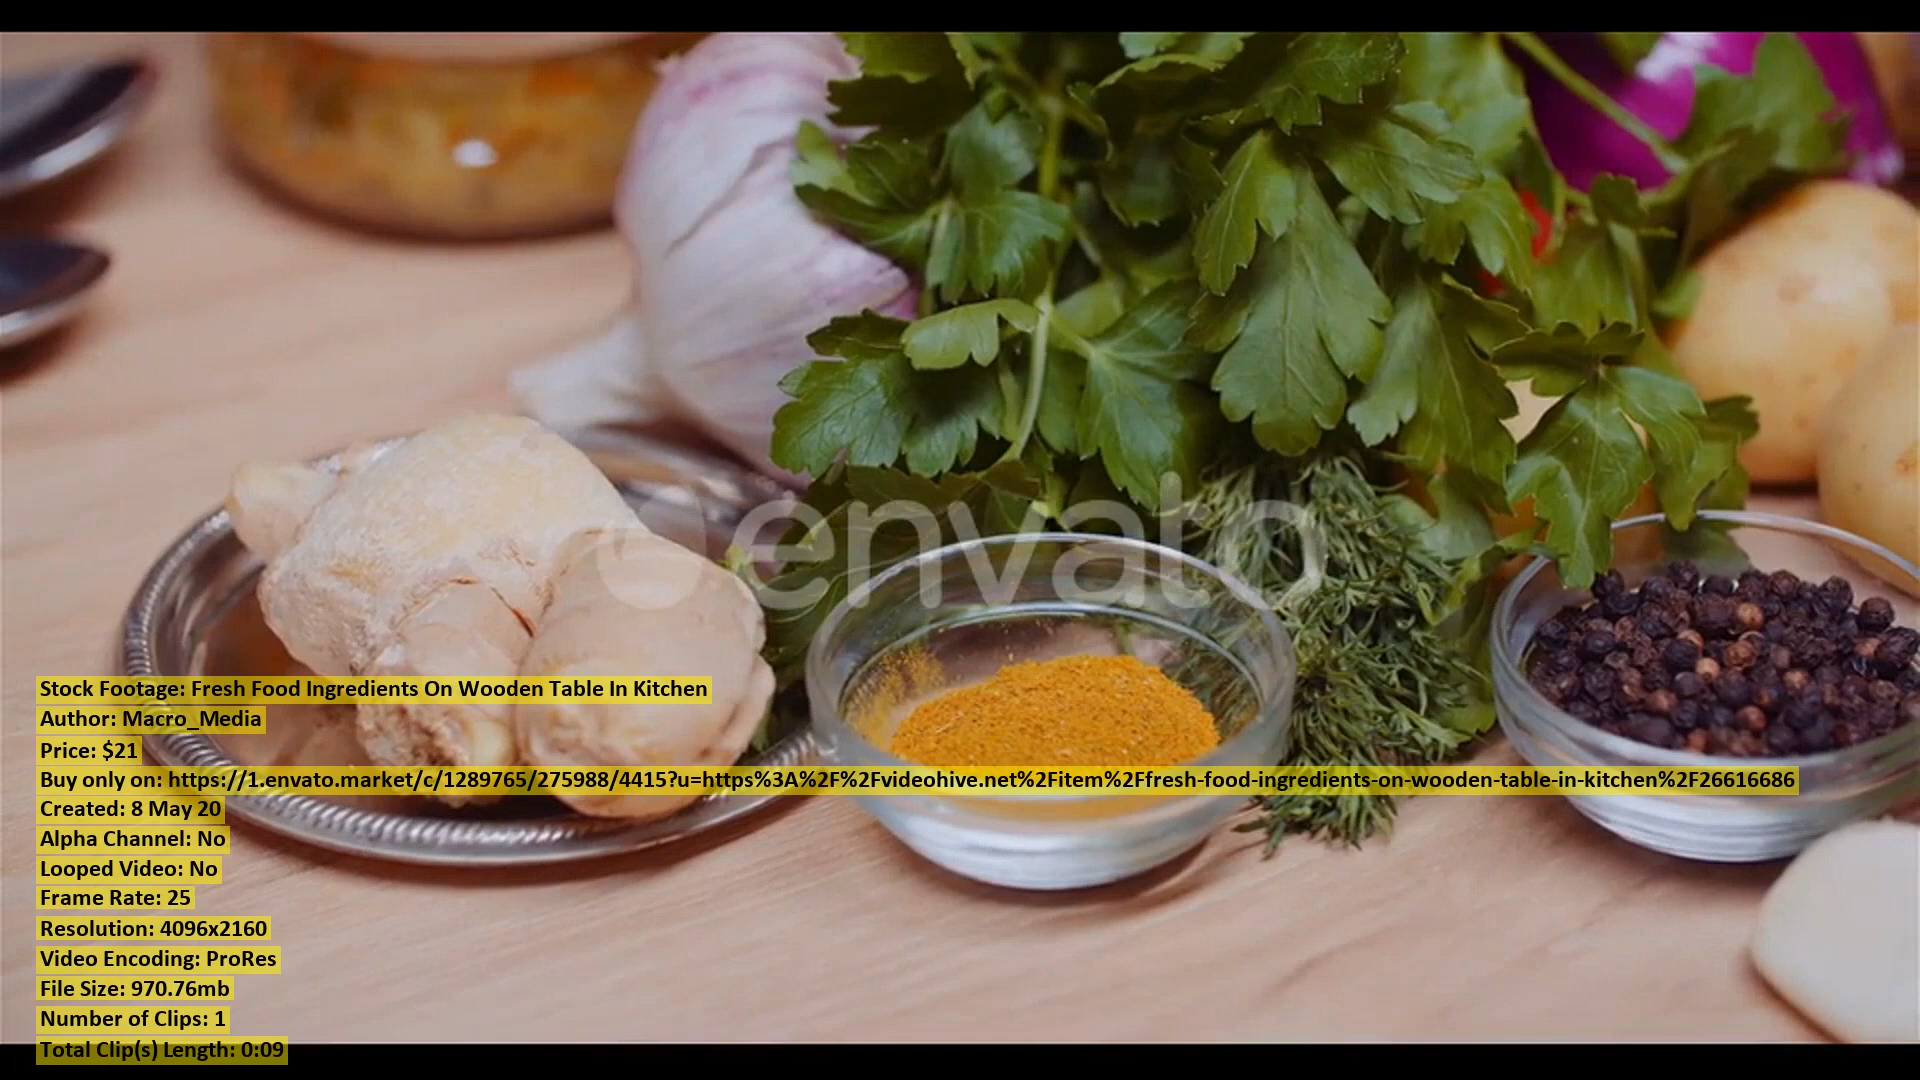 envato
Stock Footage: Fresh Food Ingredients On Wooden Table In Kitchen
Author: Macro_Media
Price: $21
Buy only on: https://1.envato.market/c/1289765/275988/4415?u=https%3A%2F%2Fvideohive.net%2Fitem%2Ffresh-food-ingredients-on-wooden-table-in-kitchen%2F26616686
Created: 8 May 20
Alpha Channel: No
Looped Video: No
Frame Rate: 25
Resolution: 4096x2160
Video Encoding: ProRes
File Size: 970.76mb
Number of Clips: 1
Total Clip(s) Length: 0:09